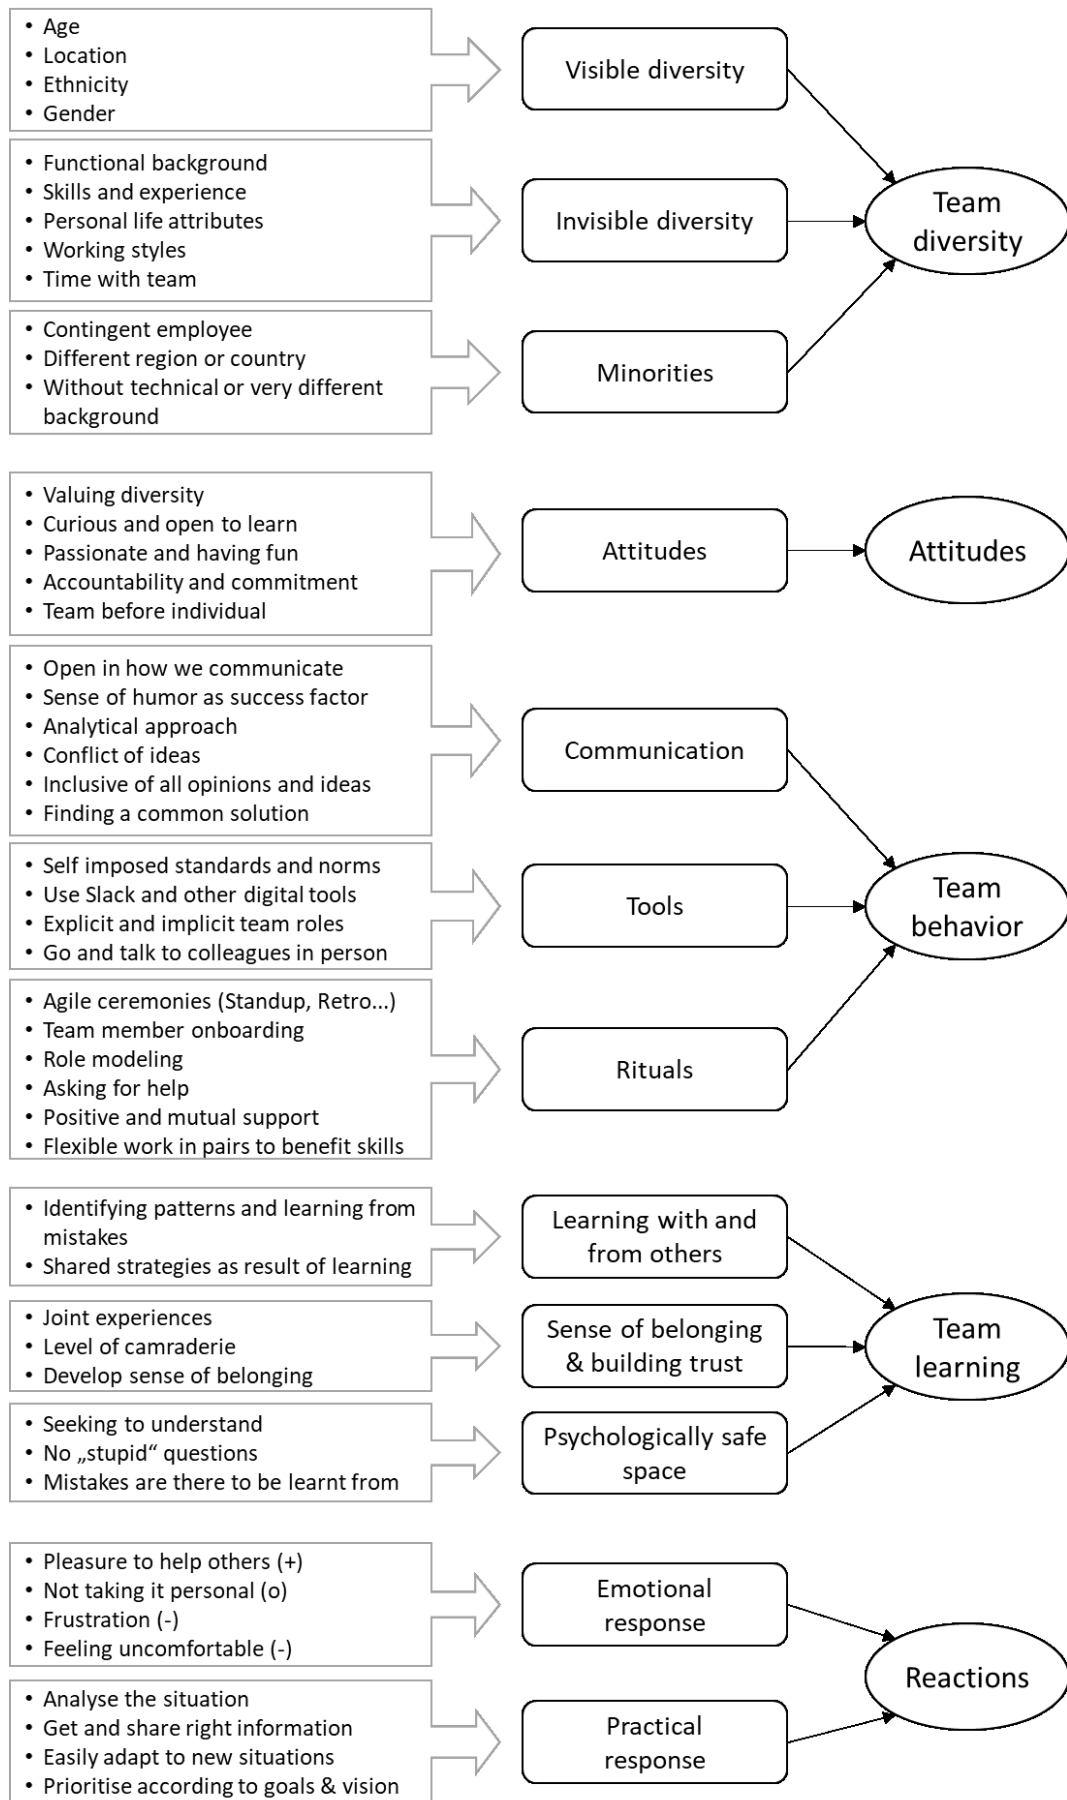 • Age
• Location
• Ethnicity
• Gender
Visible diversity
• Functional background
• Skills and experience
• Personal life attributes
• Working styles
• Time with team
Invisible diversity
Team
diversity
• Contingent employee
• Different region or country
• Without technical or very different
background
Minorities
• Valuing diversity
• Curious and open to learn
• Passionate and having fun
• Accountability and commitment
• Team before individual
Attitudes
Attitudes
• Open in how we communicate
• Sense of humor as success factor
• Analytical approach
• Conflict of ideas
• Inclusive of all opinions and ideas
• Finding a common solution
Communication
• Self imposed standards and norms
• Use Slack and other digital tools
• Explicit and implicit team roles
• Go and talk to colleagues in person
Tools
Team
behavior
• Agile ceremonies (Standup, Retro...)
• Team member onboarding
• Role modeling
• Asking for help
• Positive and mutual support
• Flexible work in pairs to benefit skills
Rituals
• Identifying patterns and learning from
mistakes
• Shared strategies as result of learning
Learning with and
from others
• Joint experiences
• Level of camraderie
• Develop sense of belonging
Sense of belonging
& building trust
Team
learning
• Seeking to understand
• No „stupid“ questions
• Mistakes are there to be learnt from
Psychologically safe
space
• Pleasure to help others (+)
• Not taking it personal (o)
• Frustration (-)
• Feeling uncomfortable (-)
Emotional
response
Reactions
• Analyse the situation
• Get and share right information
• Easily adapt to new situations
• Prioritise according to goals & vision
Practical
response